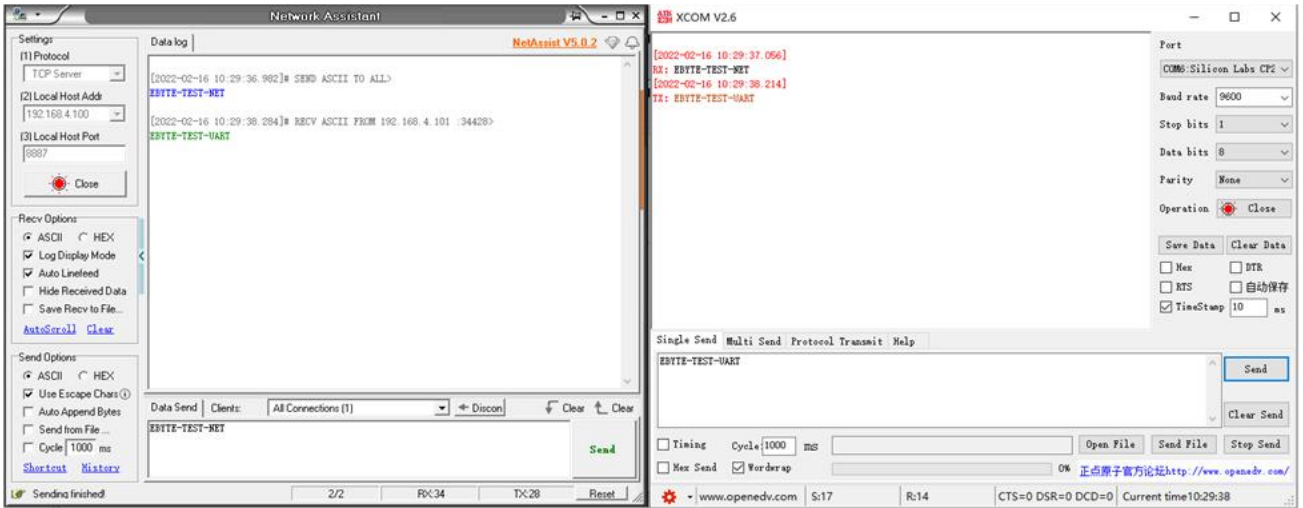 Network Assistant
Settings
(1) Protocol
TCP Server
(2) Local Host Addr
192.168.4.100
(3) Local Host Port
8887
Close
Recv Options
ASCII HEX
Log Display Mode
Auto Linefeed
Hide Received Data
Save Recv to File...
AutoScroll Clear
Send Options
ASCII HEX
Use Escape Chars
Auto Append Bytes
Send from File ...
Cycle 1000 ms
Shortcut History
Data log
NetAssist V5.0.2
[2022-02-16 10:29:36.982]# SEND ASCII TO ALL>
EBYTE-TEST-NET
[2022-02-16 10:29:38.284]# RECV ASCII FROM 192.168.4.101 :34428>
EBYTE-TEST-UART
Data Send Clients: All Connections (1) Discon Clear Clear
EBYTE-TEST-NET
Send
Sending finished! 2/2 RX:34 TX:28 Reset
XCOM V2.6
[2022-02-16 10:29:37.056]
RX: EBYTE-TEST-NET
[2022-02-16 10:29:38.214]
TX: EBYTE-TEST-UART
Port
COM6:Silicon Labs CP2
Baud rate 9600
Stop bits 1
Data bits 8
Parity None
Operation Close
Save Data Clear Data
Hex DTR
RTS 自动保存
TimeStamp 10 ms
Single Send Multi Send Protocol Transmit Help
EBYTE-TEST-UART
Send
Clear Send
Timing Cycle: 1000 ms Open File Send File Stop Send
Hex Send Wordwrap 0% 正点原子官方论坛http://www.openedv.com/
www.openedv.com S:17 R:14 CTS=0 DSR=0 DCD=0 Current time10:29:38